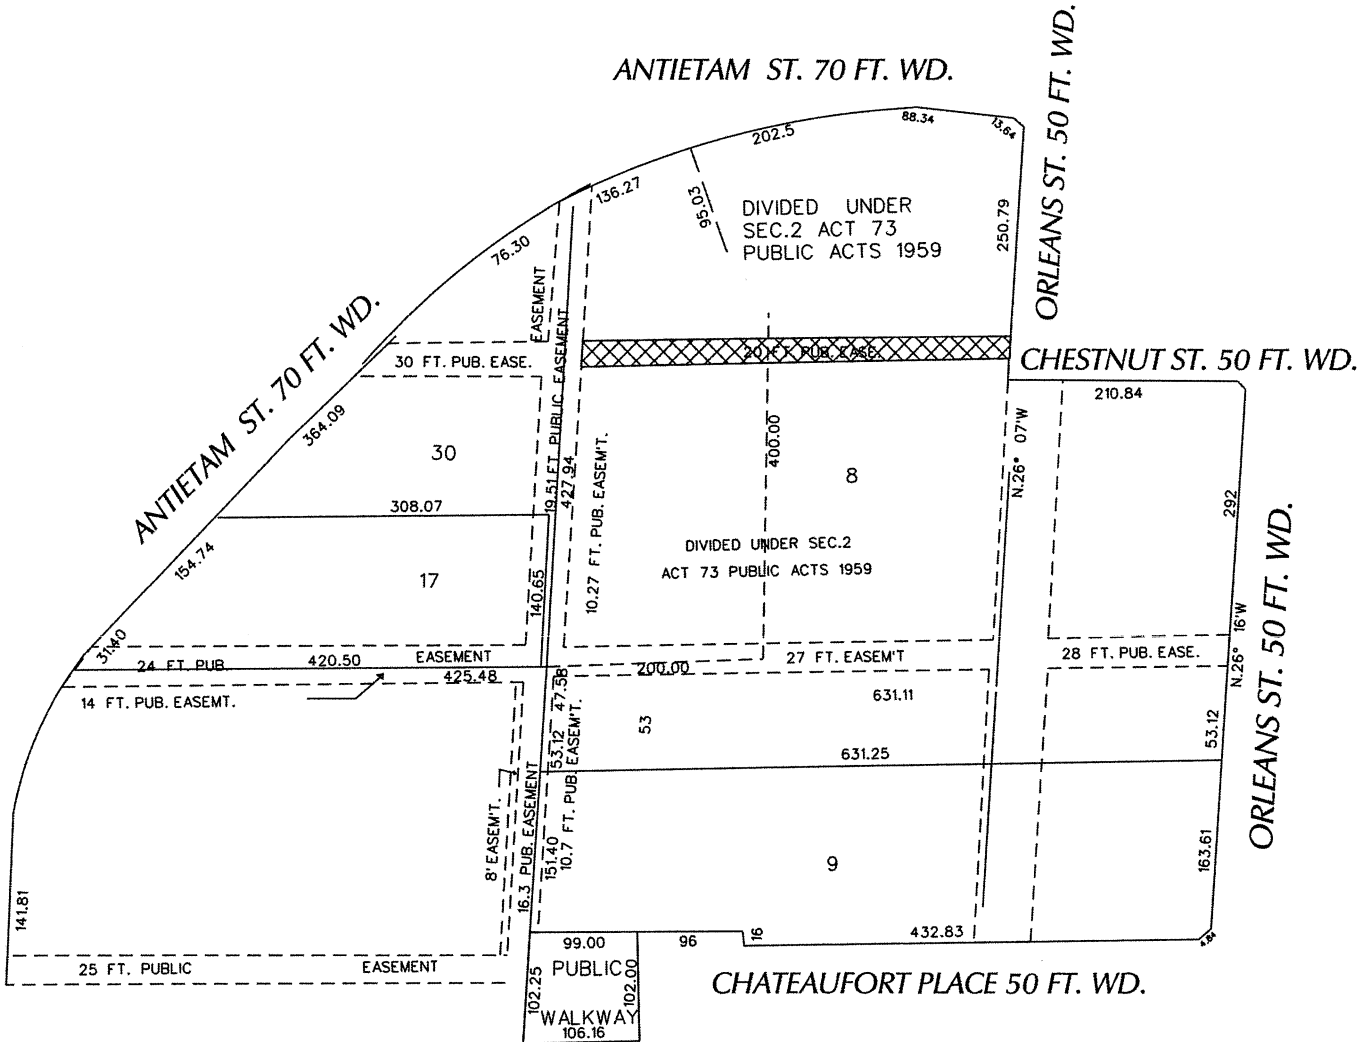 ANTIETAM ST. 70 FT. WD.
ORLEANS ST. 50 FT. WD.
88.34
13.64
202.5
136.27
95.03
DIVIDED UNDER
SEC.2 ACT 73
PUBLIC ACTS 1959
250.79
76.30
EASEMENT
ANTIETAM ST. 70 FT. WD.
30 FT. PUB. EASE.
20 FT. PUB. EASE.
CHESTNUT ST. 50 FT. WD.
210.84
364.09
30
19.51 FT. PUBLIC EASEMENT
427.94
10.27 FT. PUB. EASEM'T.
400.00
8
N.26° 07'W
292
308.07
154.74
17
140.65
DIVIDED UNDER SEC.2
ACT 73 PUBLIC ACTS 1959
ORLEANS ST. 50 FT. WD.
31.40
24 FT. PUB.
420.50
EASEMENT
425.48
200.00
27 FT. EASEM'T
28 FT. PUB. EASE.
N.26° 16'W
14 FT. PUB. EASEMT.
47.58
53.12
53
631.11
53.12
631.25
8' EASEM'T.
16.3 PUB. EASEMENT
151.40
10.7 FT. PUB. EASEM'T.
9
163.61
141.81
99.00
96
16
432.83
4.84
25 FT. PUBLIC
EASEMENT
PUBLIC
102.25
102.00
WALKWAY
106.16
CHATEAUFORT PLACE 50 FT. WD.